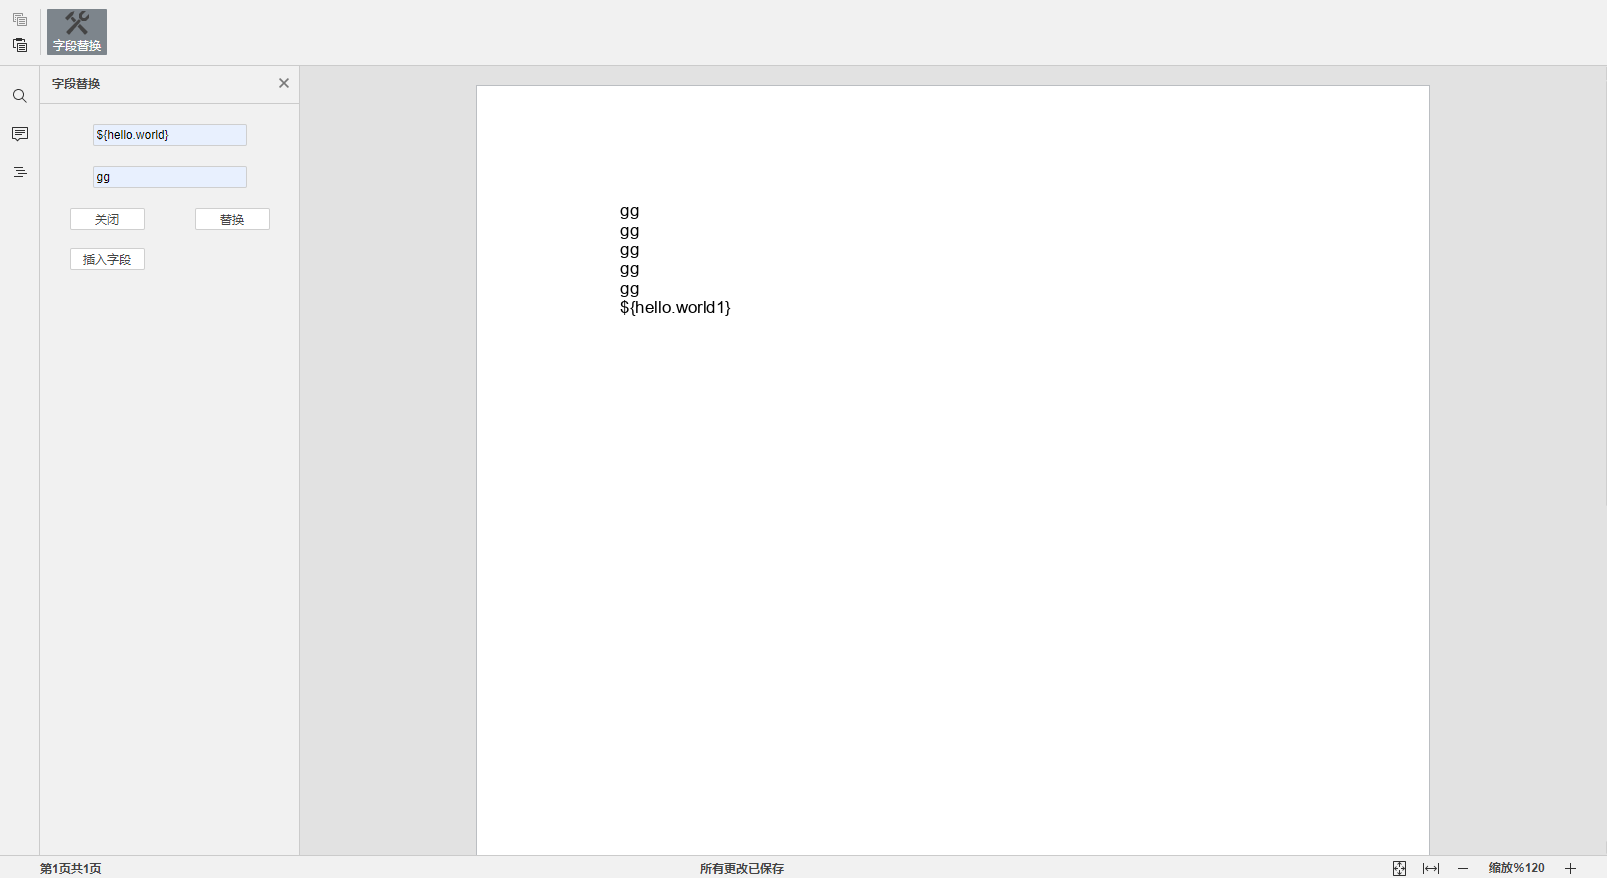 字段替换
字段替换
${hello.world}
gg
关闭
替换
插入字段
gg
gg
gg
gg
gg
${hello.world1}
第1页共1页
所有更改已保存
缩放%120